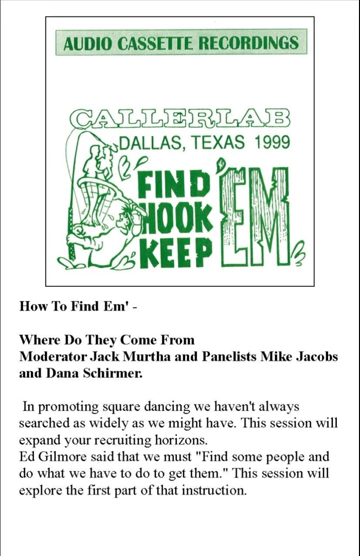 AUDIO CASSETTE RECORDINGS
CALLERLAB
DALLAS, TEXAS 1999
FIND
HOOK
KEEP
'EM
How To Find Em' -
Where Do They Come From
Moderator Jack Murtha and Panelists Mike Jacobs
and Dana Schirmer.
In promoting square dancing we haven't always
searched as widely as we might have. This session will
expand your recruiting horizons.
Ed Gilmore said that we must "Find some people and
do what we have to do to get them." This session will
explore the first part of that instruction.